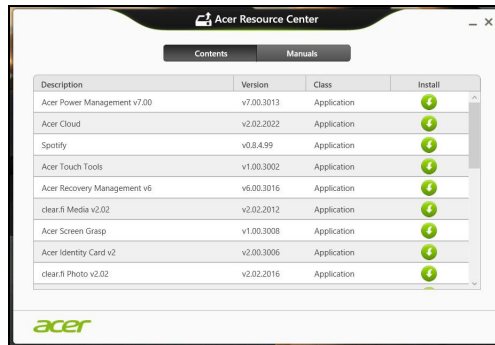 Acer Resource Center
Contents Manuals
Description Version Class Install
Acer Power Management v7.00 v7.00.3013 Application
Acer Cloud v2.02.2022 Application
Spotify v0.8.4.99 Application
Acer Touch Tools v1.00.3002 Application
Acer Recovery Management v6 v6.00.3016 Application
clear.fi Media v2.02 v2.02.2012 Application
Acer Screen Grasp v1.00.3008 Application
Acer Identity Card v2 v2.00.3006 Application
clear.fi Photo v2.02 v2.02.2016 Application
acer